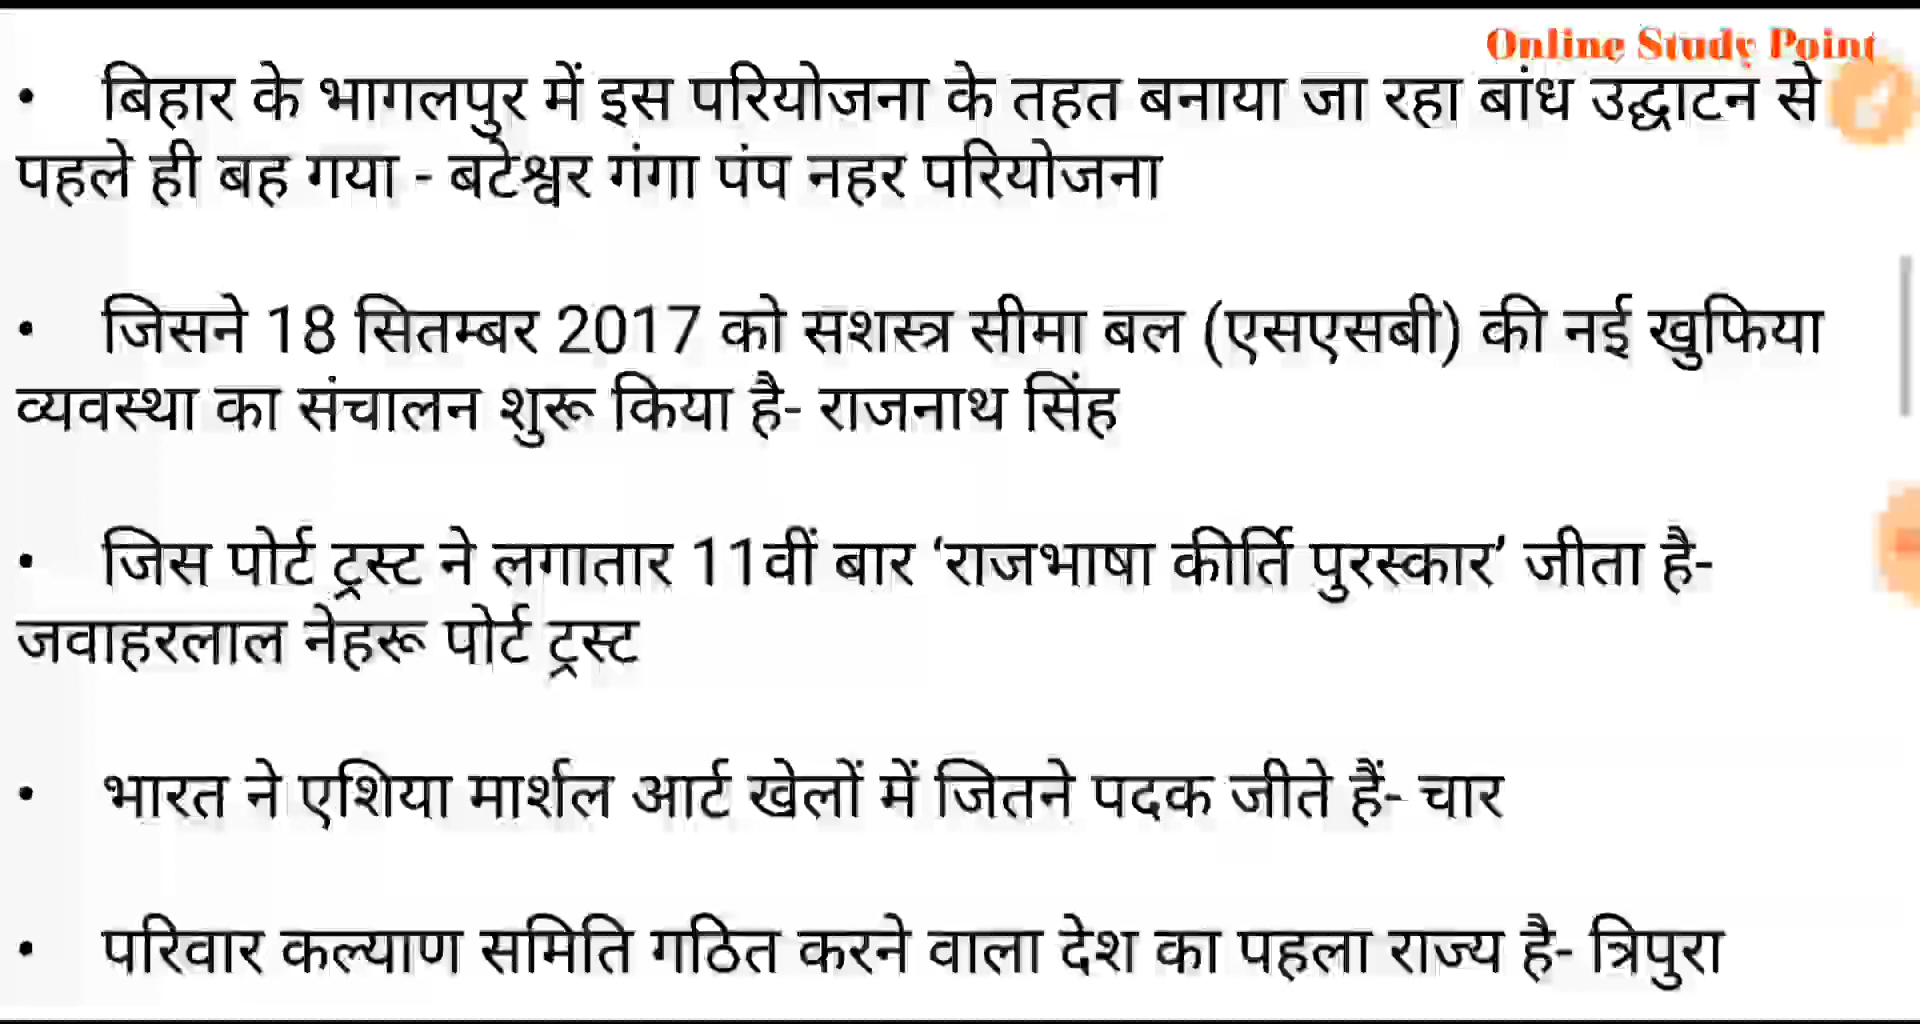 Online Study Point
• बिहार के भागलपुर में इस परियोजना के तहत बनाया जा रहा बांध उद्घाटन से
पहले ही बह गया - बटेश्वर गंगा पंप नहर परियोजना
• जिसने 18 सितम्बर 2017 को सशस्त्र सीमा बल (एसएसबी) की नई खुफिया
व्यवस्था का संचालन शुरू किया है- राजनाथ सिंह
• जिस पोर्ट ट्रस्ट ने लगातार 11वीं बार ‘राजभाषा कीर्ति पुरस्कार’ जीता है-
जवाहरलाल नेहरू पोर्ट ट्रस्ट
• भारत ने एशिया मार्शल आर्ट खेलों में जितने पदक जीते हैं- चार
• परिवार कल्याण समिति गठित करने वाला देश का पहला राज्य है- त्रिपुरा